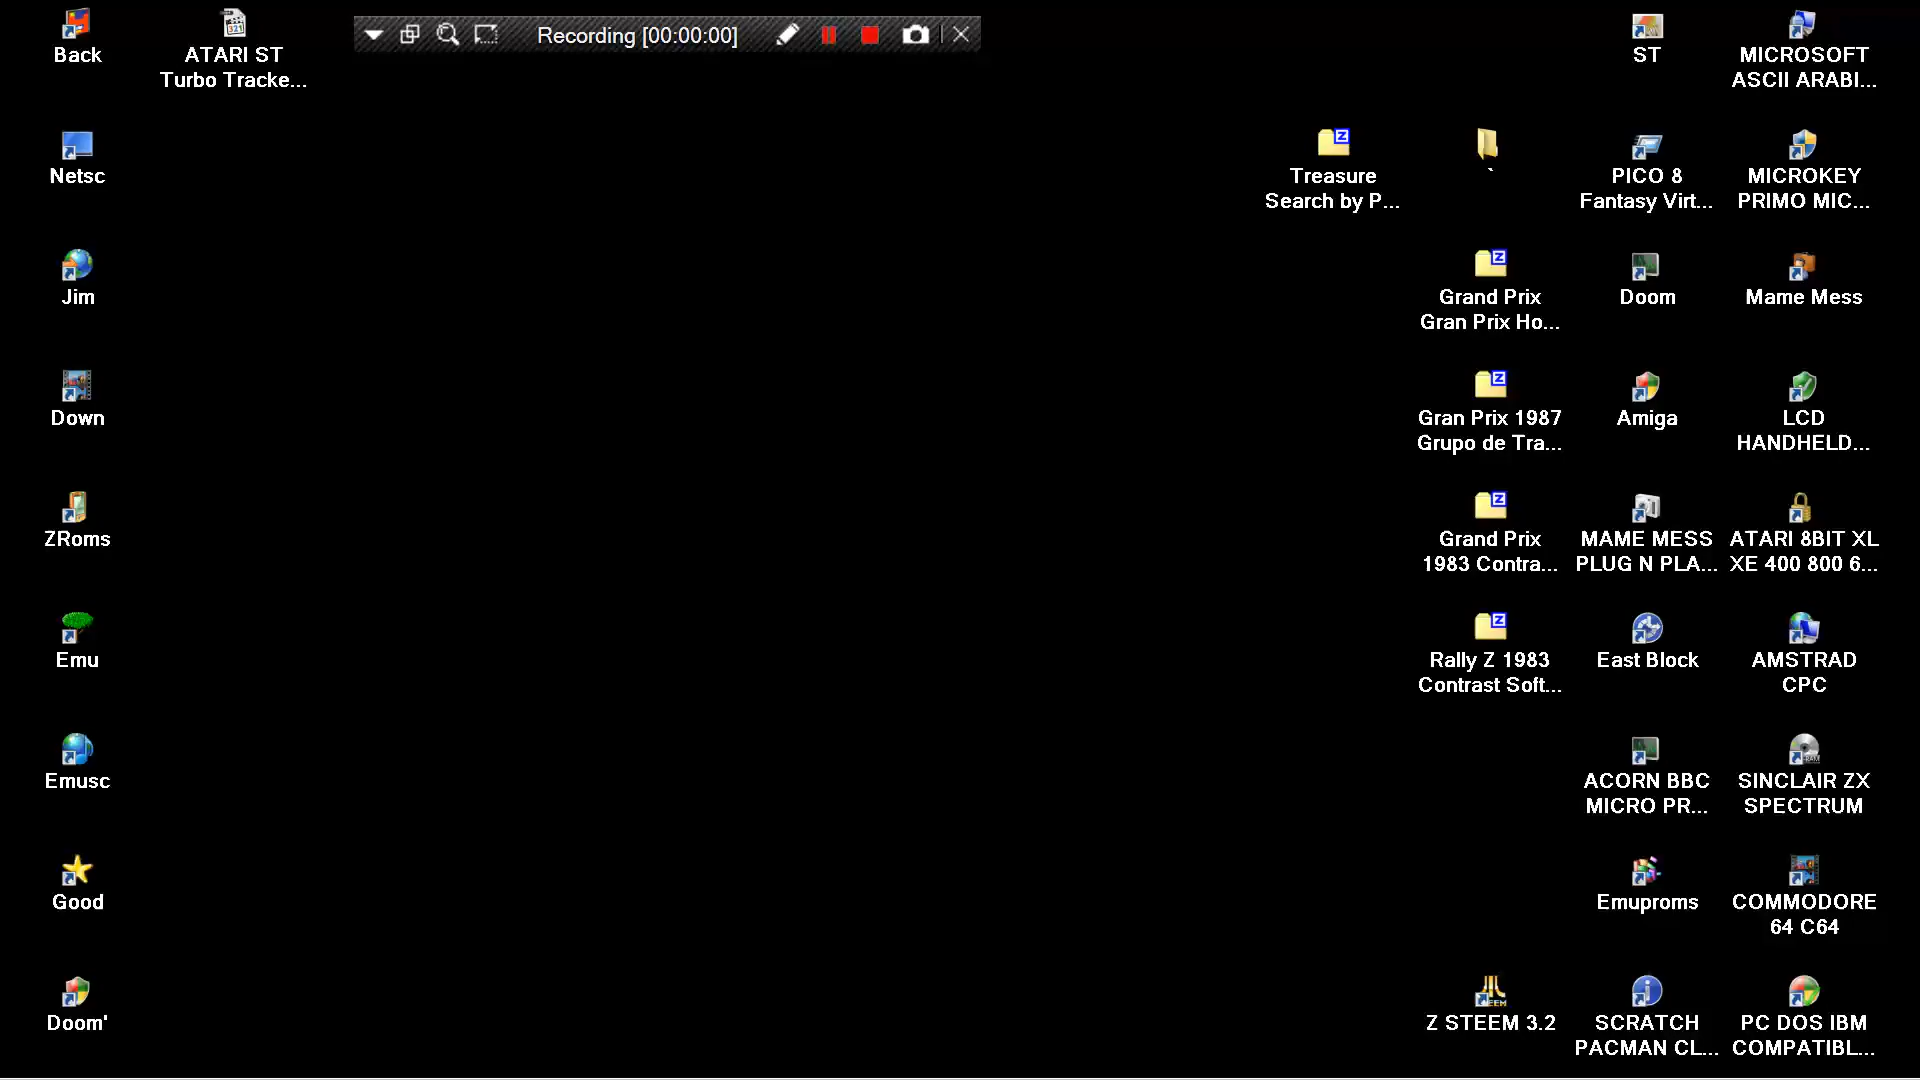 Back
ATARI ST
Turbo Tracke...
Recording [00:00:00]
ST
MICROSOFT
ASCII ARABI...
Netsc
Treasure
Search by P...
`
PICO 8
Fantasy Virt...
MICROKEY
PRIMO MIC...
Jim
Grand Prix
Gran Prix Ho...
Doom
Mame Mess
Down
Gran Prix 1987
Grupo de Tra...
Amiga
LCD
HANDHELD...
ZRoms
Grand Prix
1983 Contra...
MAME MESS
PLUG N PLA...
ATARI 8BIT XL
XE 400 800 6...
Emu
Rally Z 1983
Contrast Soft...
East Block
AMSTRAD
CPC
Emusc
ACORN BBC
MICRO PR...
SINCLAIR ZX
SPECTRUM
Good
Emuproms
COMMODORE
64 C64
Doom'
Z STEEM 3.2
SCRATCH
PACMAN CL...
PC DOS IBM
COMPATIBL...